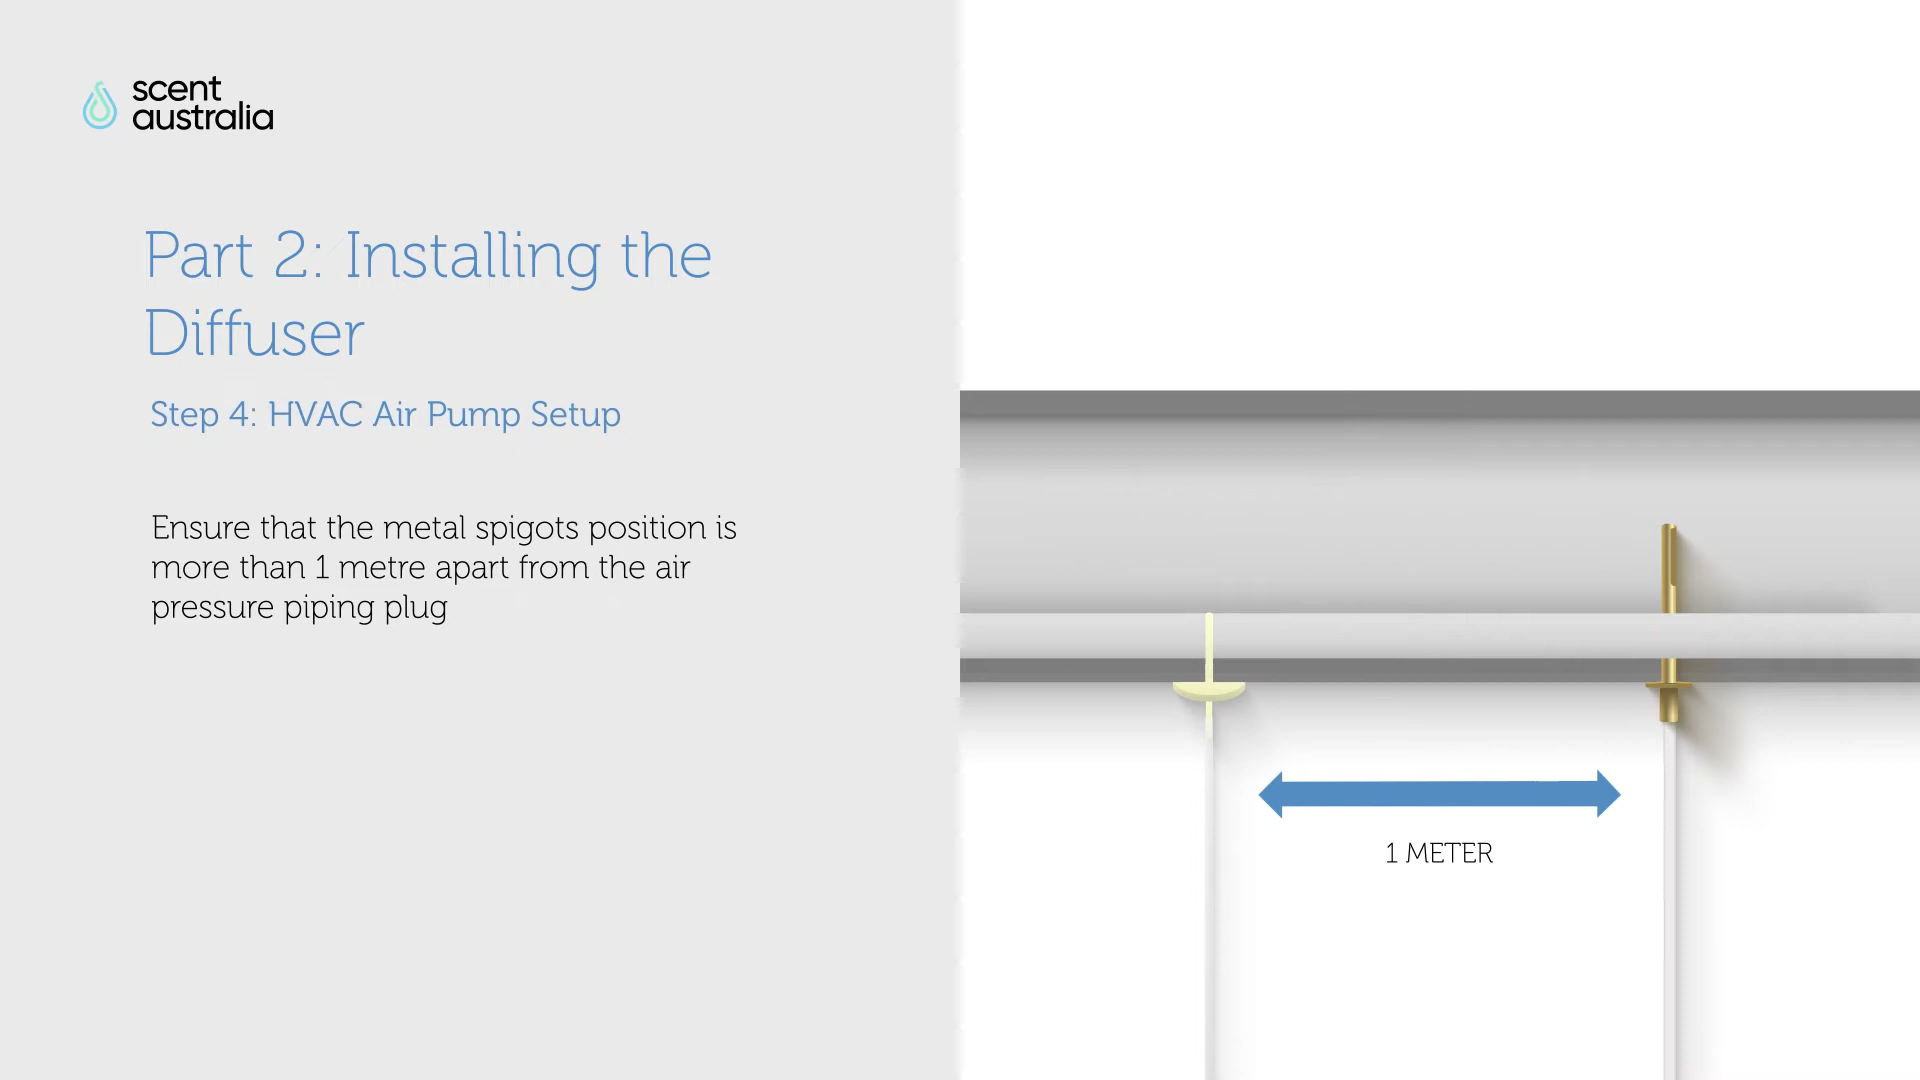 scent
australia
Part 2: Installing the
Diffuser
Step 4: HVAC Air Pump Setup
Ensure that the metal spigots position is
more than 1 metre apart from the air
pressure piping plug
1 METER